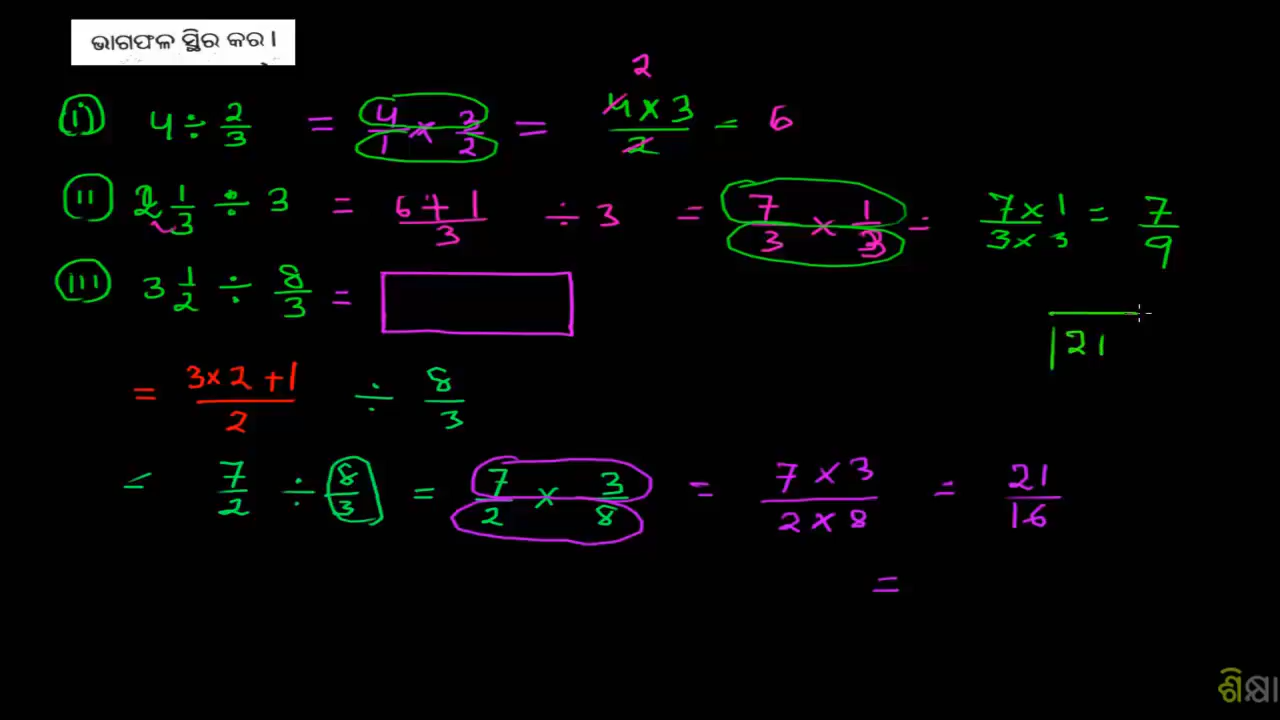 ଭାଗଫଳ ସ୍ଥିର କର ।
(i) 4 ÷ 2/3 = 4/1 × 3/2 = 4 × 3/2 = 6
2
(ii) 2 1/3 ÷ 3 = 6 + 1/3 ÷ 3 = 7/3 × 1/3 = 7 × 1/3 × 3 = 7/9
(iii) 3 1/2 ÷ 8/3 =
21
= 3 × 2 + 1/2 ÷ 8/3
= 7/2 ÷ 8/3 = 7/2 × 3/8 = 7 × 3/2 × 8 = 21/16
=
ଶିକ୍ଷା